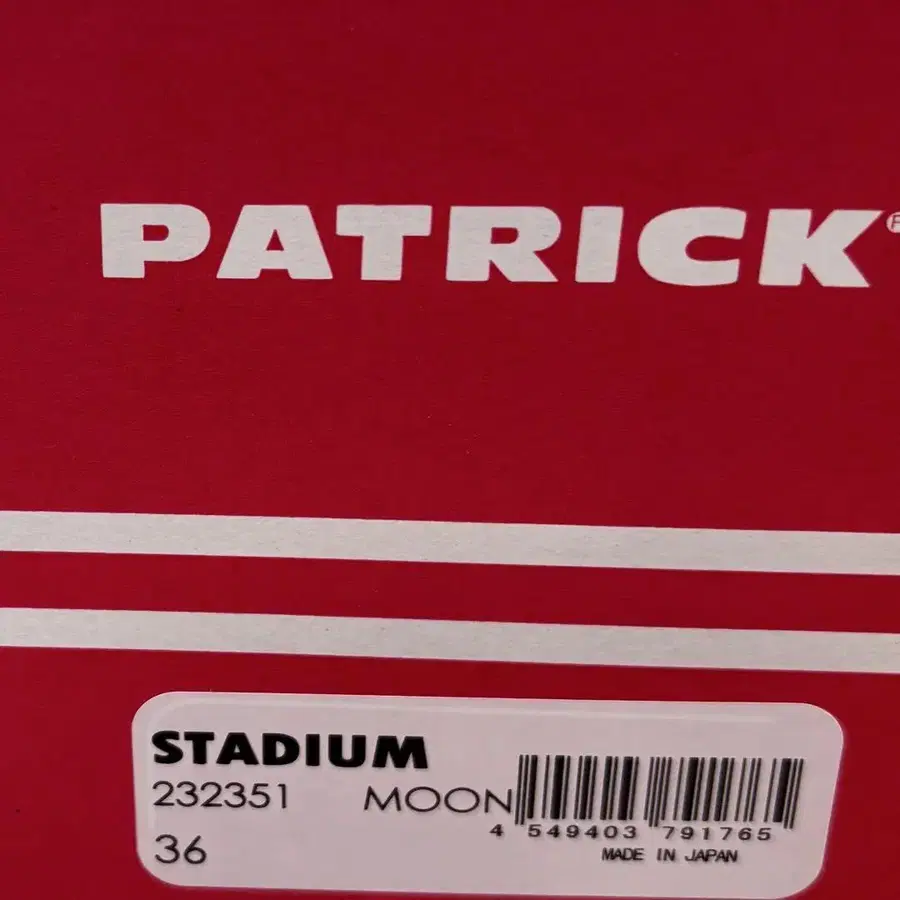 PATRICK®
STADIUM
232351 MOON
36
4 549403 791765
MADE IN JAPAN